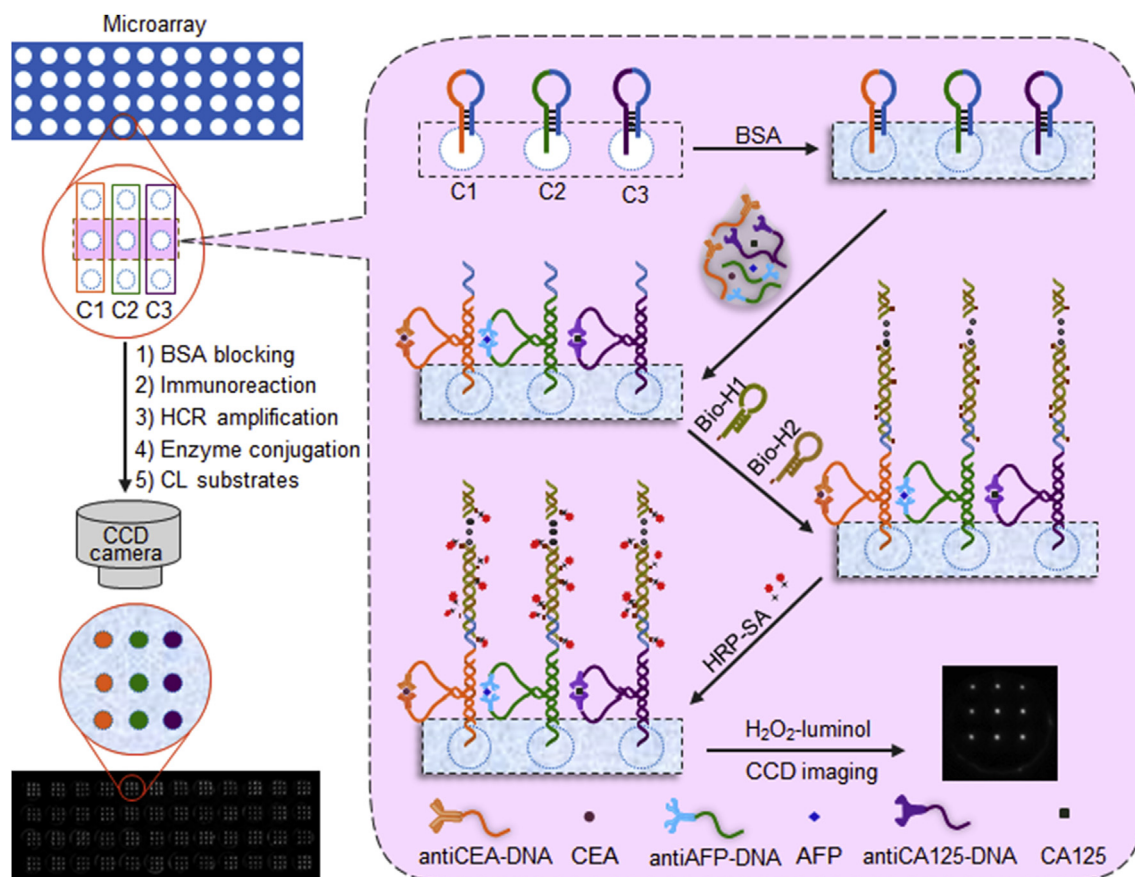 Microarray
C1 C2 C3
1) BSA blocking
2) Immunoreaction
3) HCR amplification
4) Enzyme conjugation
5) CL substrates
CCD
camera
C1 C2 C3
BSA
Bio-H1
Bio-H2
HRP-SA
H₂O₂-luminol
CCD imaging
antiCEA-DNA CEA antiAFP-DNA AFP antiCA125-DNA CA125